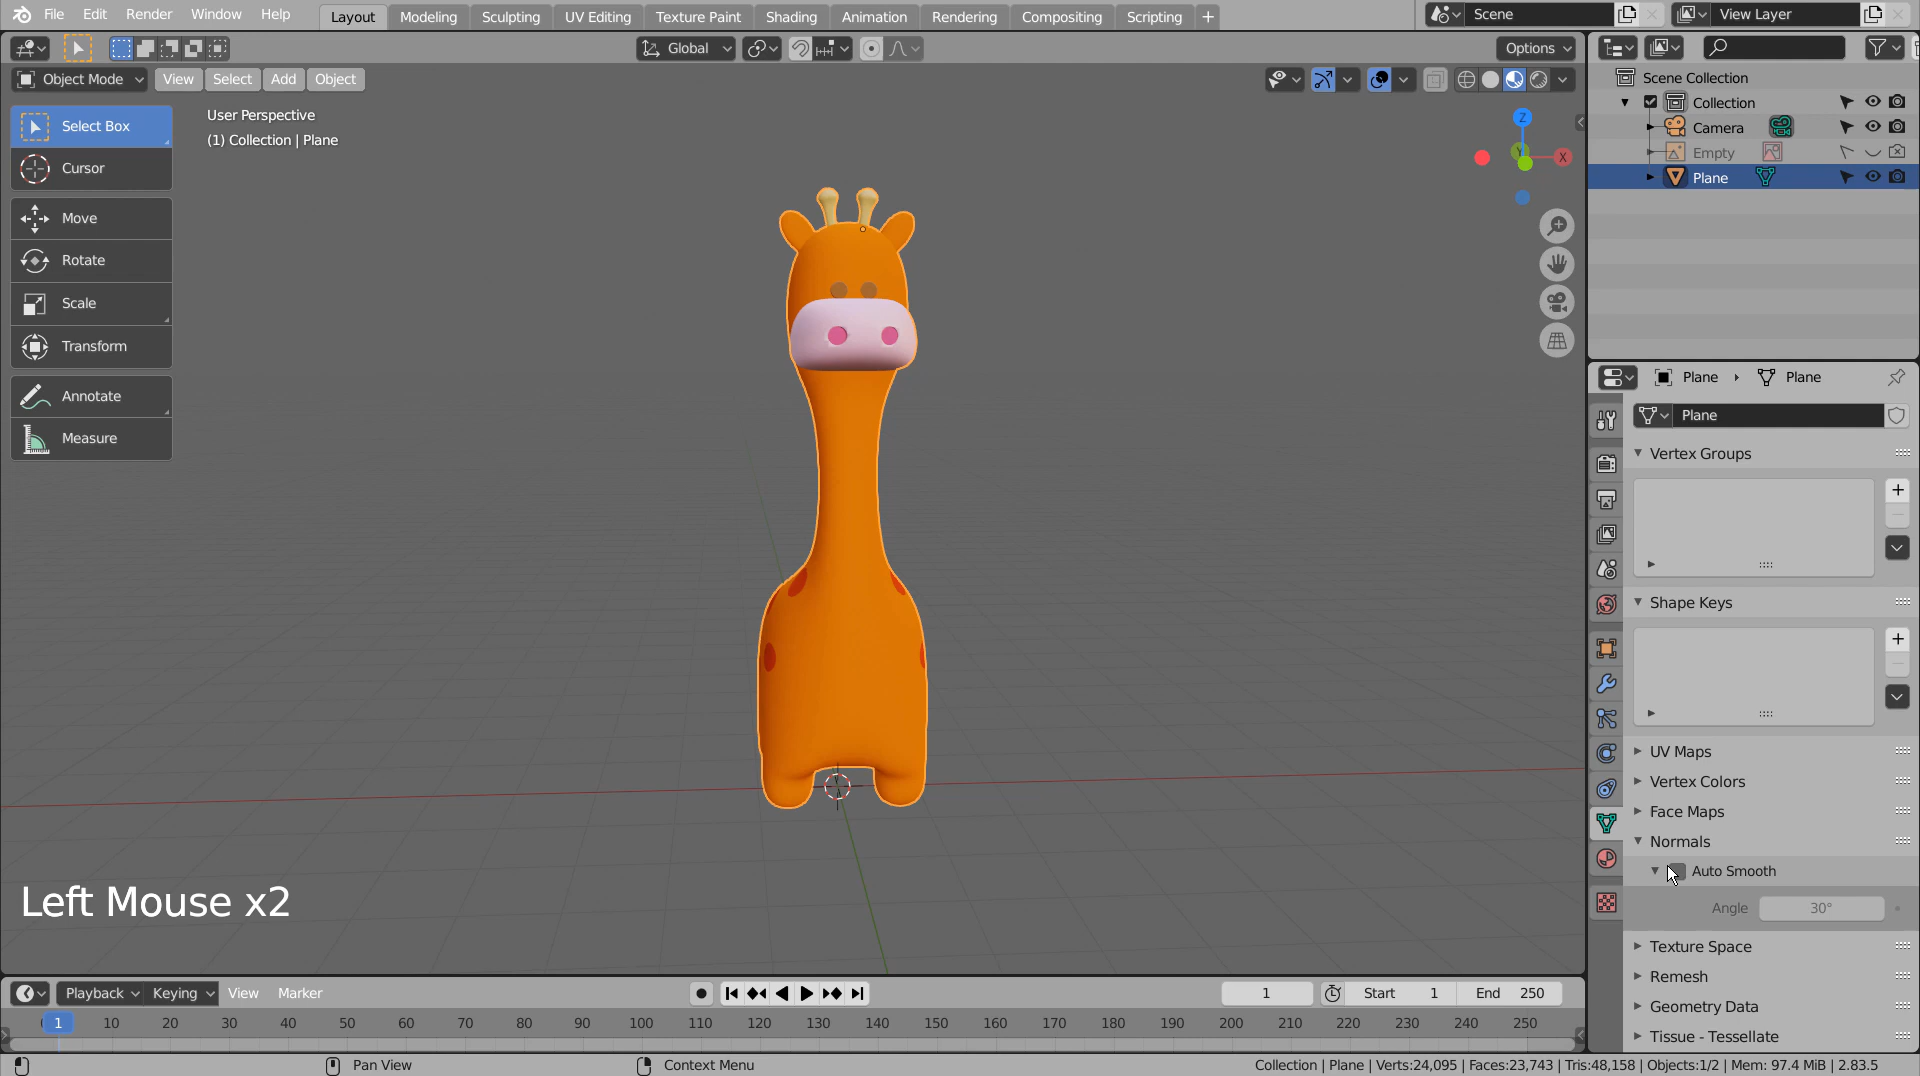 File Edit Render Window Help Layout Modeling Sculpting UV Editing Texture Paint Shading Animation Rendering Compositing Scripting + Scene View Layer
Global Options
Object Mode View Select Add Object
Select Box
Cursor
Move
Rotate
Scale
Transform
Annotate
Measure
User Perspective
(1) Collection | Plane
Z
Y
X
Scene Collection
Collection
Camera
Empty
Plane
Plane Plane
Plane
Vertex Groups
Shape Keys
UV Maps
Vertex Colors
Face Maps
Normals
Auto Smooth
Angle 30°
Texture Space
Remesh
Geometry Data
Tissue - Tessellate
Left Mouse x2
Playback Keying View Marker 1 Start 1 End 250
1 10 20 30 40 50 60 70 80 90 100 110 120 130 140 150 160 170 180 190 200 210 220 230 240 250
Pan View Context Menu Collection | Plane | Verts:24,095 | Faces:23,743 | Tris:48,158 | Objects:1/2 | Mem: 97.4 MiB | 2.83.5